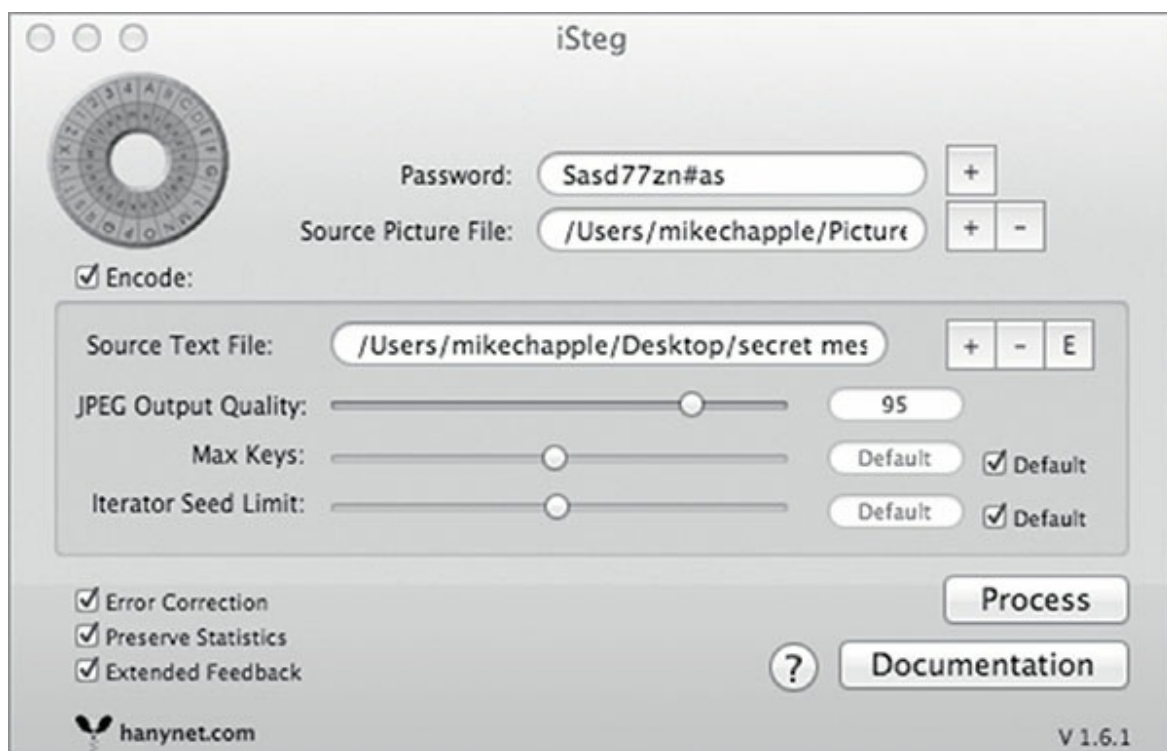 iSteg
Password: Sasd77zn#as +
Source Picture File: /Users/mikechapple/Picture + -
Encode:
Source Text File: /Users/mikechapple/Desktop/secret mes + - E
JPEG Output Quality: 95
Max Keys: Default Default
Iterator Seed Limit: Default Default
Error Correction
Process
Preserve Statistics
Extended Feedback
? Documentation
hanynet.com
V 1.6.1